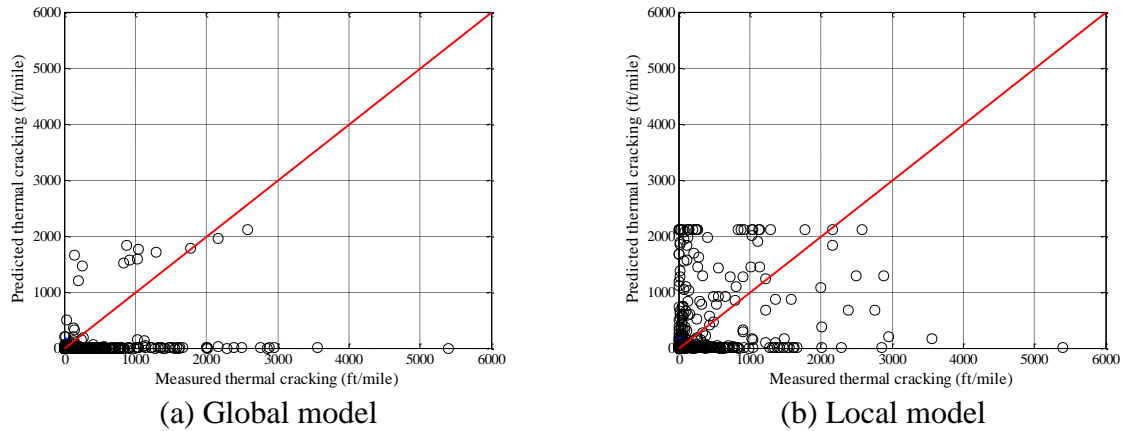 6000
5000
4000
3000
2000
1000
0
Predicted thermal cracking (ft/mile)
0 1000 2000 3000 4000 5000 6000
Measured thermal cracking (ft/mile)
(a) Global model
6000
5000
4000
3000
2000
1000
0
Predicted thermal cracking (ft/mile)
0 1000 2000 3000 4000 5000 6000
Measured thermal cracking (ft/mile)
(b) Local model